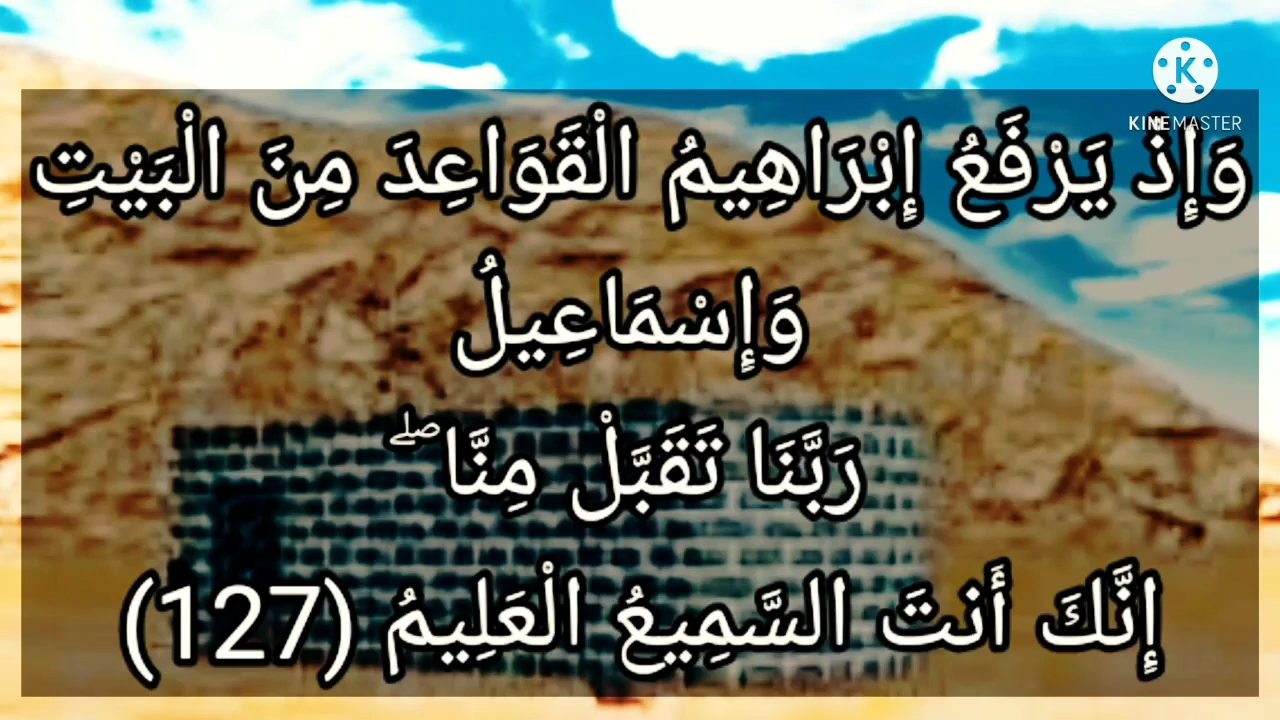 KINEMASTER
وَإِذْ يَرْفَعُ إِبْرَاهِيمُ الْقَوَاعِدَ مِنَ الْبَيْتِ
وَإِسْمَاعِيلُ
رَبَّنَا تَقَبَّلْ مِنَّا ۖ
إِنَّكَ أَنتَ السَّمِيعُ الْعَلِيمُ (127)